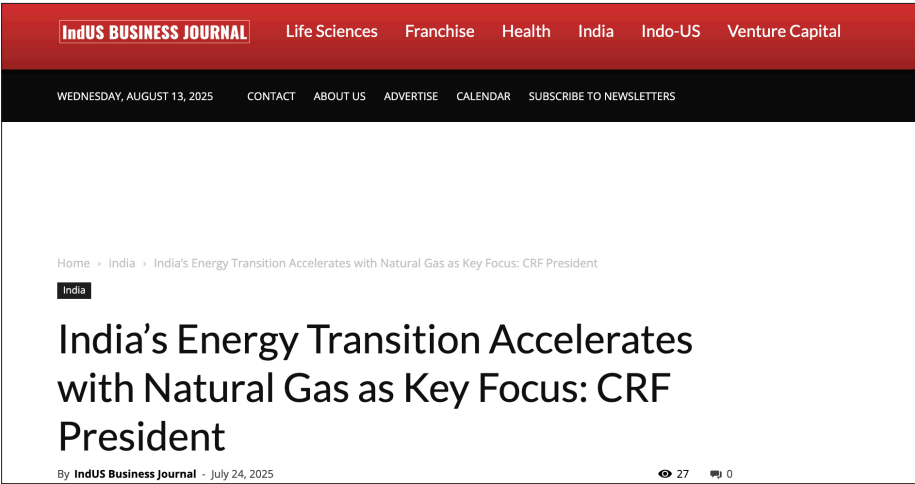 IndUS BUSINESS JOURNAL Life Sciences Franchise Health India Indo-US Venture Capital
WEDNESDAY, AUGUST 13, 2025 CONTACT ABOUT US ADVERTISE CALENDAR SUBSCRIBE TO NEWSLETTERS
Home › India › India's Energy Transition Accelerates with Natural Gas as Key Focus: CRF President
India
India's Energy Transition Accelerates
with Natural Gas as Key Focus: CRF
President
By IndUS Business Journal - July 24, 2025 27 0